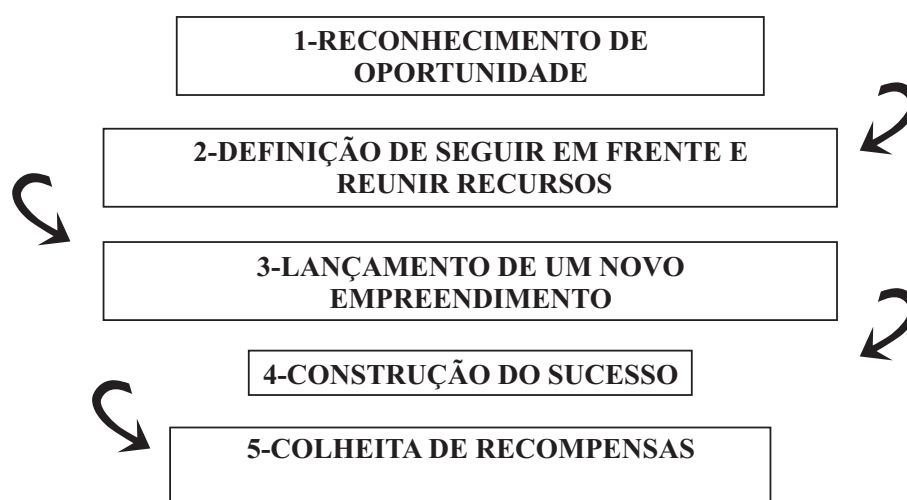 1-RECONHECIMENTO DE
OPORTUNIDADE
2-DEFINIÇÃO DE SEGUIR EM FRENTE E
REUNIR RECURSOS
3-LANÇAMENTO DE UM NOVO
EMPREENDIMENTO
4-CONSTRUÇÃO DO SUCESSO
5-COLHEITA DE RECOMPENSAS